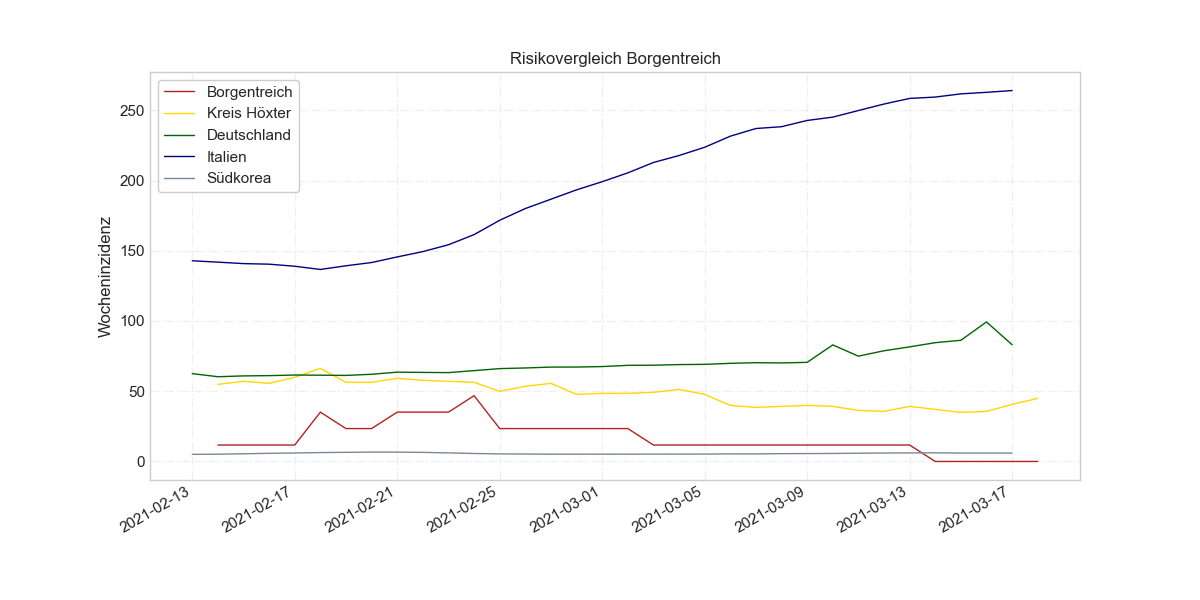 Risikovergleich Borgentreich
Borgentreich
Kreis Höxter
Deutschland
Italien
Südkorea
Wocheninzidenz
250
200
150
100
50
0
2021-02-13
2021-02-17
2021-02-21
2021-02-25
2021-03-01
2021-03-05
2021-03-09
2021-03-13
2021-03-17